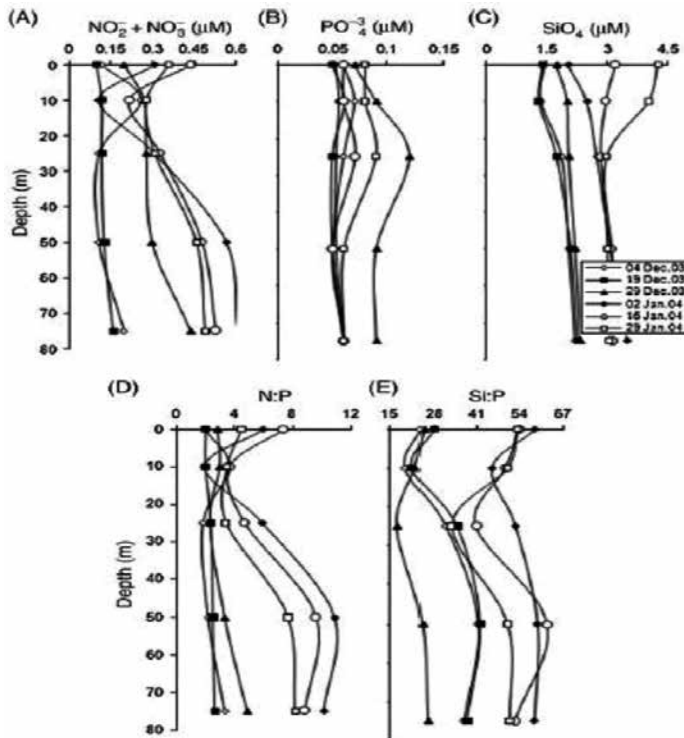 (A) NO₂⁻ + NO₃⁻ (μM)
0 0.15 0.3 0.45 0.6
0
10
20
30
40
50
60
70
80
Depth (m)
(B) PO₄⁻³ (μM)
0 0.05 0.1 0.15
(C) SiO₄ (μM)
0 1.5 3 4.5
04 Dec.03
19 Dec.03
29 Dec.03
02 Jan.04
16 Jan.04
29 Jan.04
(D) N:P
0 4 8 12
0
10
20
30
40
50
60
70
80
Depth (m)
(E) Si:P
15 28 41 54 67